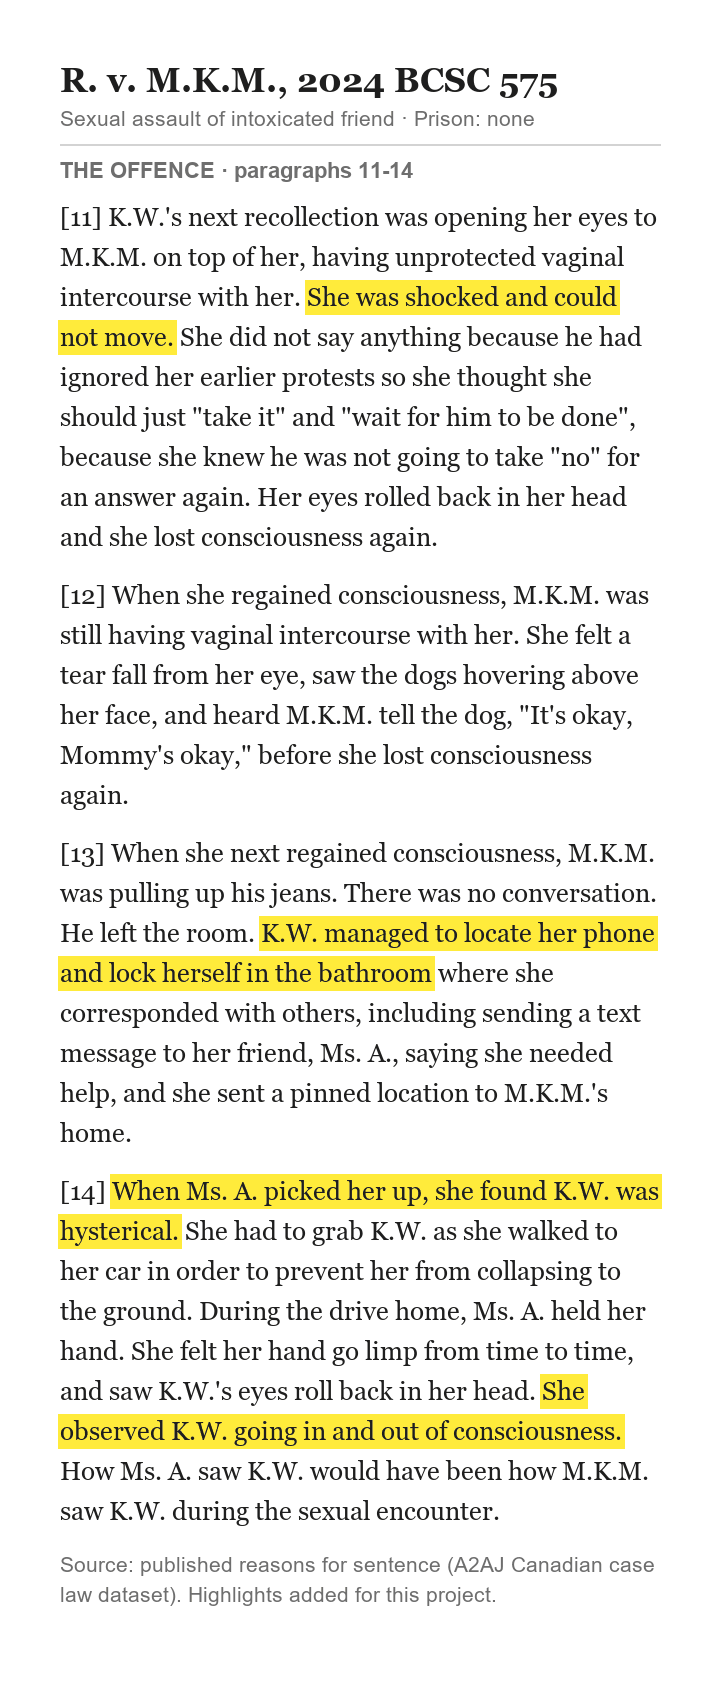 R. v. M.K.M., 2024 BCSC 575
Sexual assault of intoxicated friend · Prison: none
THE OFFENCE · paragraphs 11-14
[11] K.W.'s next recollection was opening her eyes to
M.K.M. on top of her, having unprotected vaginal
intercourse with her. She was shocked and could
not move. She did not say anything because he had
ignored her earlier protests so she thought she
should just "take it" and "wait for him to be done",
because she knew he was not going to take "no" for
an answer again. Her eyes rolled back in her head
and she lost consciousness again.
[12] When she regained consciousness, M.K.M. was
still having vaginal intercourse with her. She felt a
tear fall from her eye, saw the dogs hovering above
her face, and heard M.K.M. tell the dog, "It's okay,
Mommy's okay," before she lost consciousness
again.
[13] When she next regained consciousness, M.K.M.
was pulling up his jeans. There was no conversation.
He left the room. K.W. managed to locate her phone
and lock herself in the bathroom where she
corresponded with others, including sending a text
message to her friend, Ms. A., saying she needed
help, and she sent a pinned location to M.K.M.'s
home.
[14] When Ms. A. picked her up, she found K.W. was
hysterical. She had to grab K.W. as she walked to
her car in order to prevent her from collapsing to
the ground. During the drive home, Ms. A. held her
hand. She felt her hand go limp from time to time,
and saw K.W.'s eyes roll back in her head. She
observed K.W. going in and out of consciousness.
How Ms. A. saw K.W. would have been how M.K.M.
saw K.W. during the sexual encounter.
Source: published reasons for sentence (A2AJ Canadian case
law dataset). Highlights added for this project.